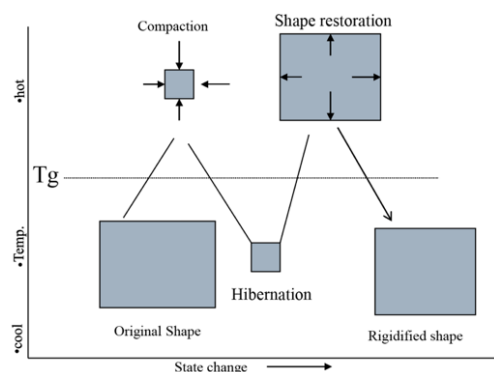 Compaction
Shape restoration
•hot
Tg
•Temp.
Hibernation
Original Shape
Rigidified shape
•cool
State change